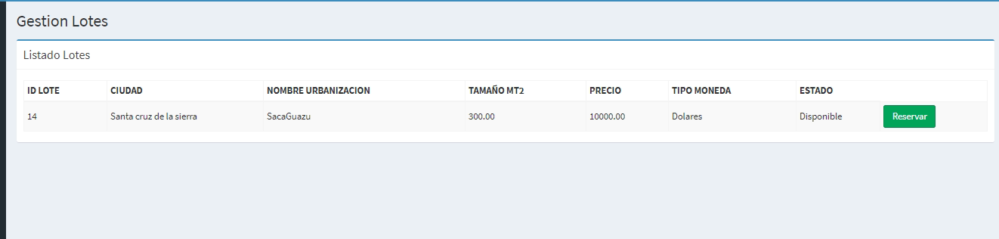 Gestion Lotes
Listado Lotes
ID LOTE CIUDAD NOMBRE URBANIZACION TAMAÑO MT2 PRECIO TIPO MONEDA ESTADO
14 Santa cruz de la sierra SacaGuazu 300.00 10000.00 Dolares Disponible Reservar